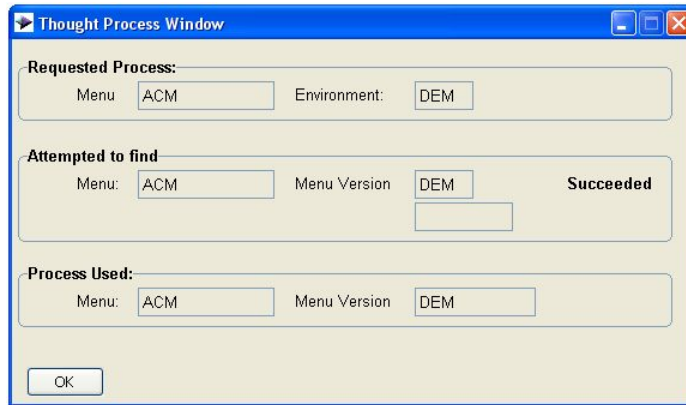 Thought Process Window
Requested Process:
Menu ACM Environment: DEM
Attempted to find
Menu: ACM Menu Version DEM Succeeded
Process Used:
Menu: ACM Menu Version DEM
OK